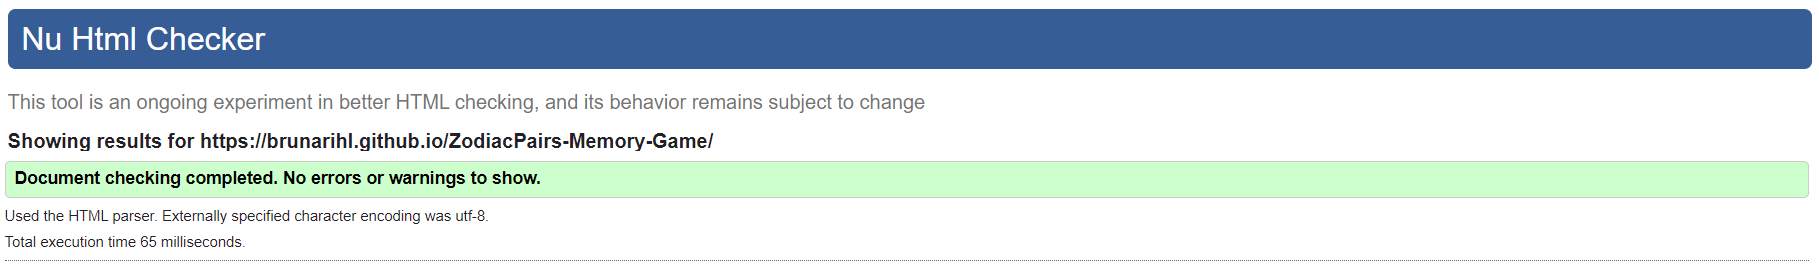 Nu Html Checker
This tool is an ongoing experiment in better HTML checking, and its behavior remains subject to change
Showing results for https://brunarihl.github.io/ZodiacPairs-Memory-Game/
Document checking completed. No errors or warnings to show.
Used the HTML parser. Externally specified character encoding was utf-8.
Total execution time 65 milliseconds.